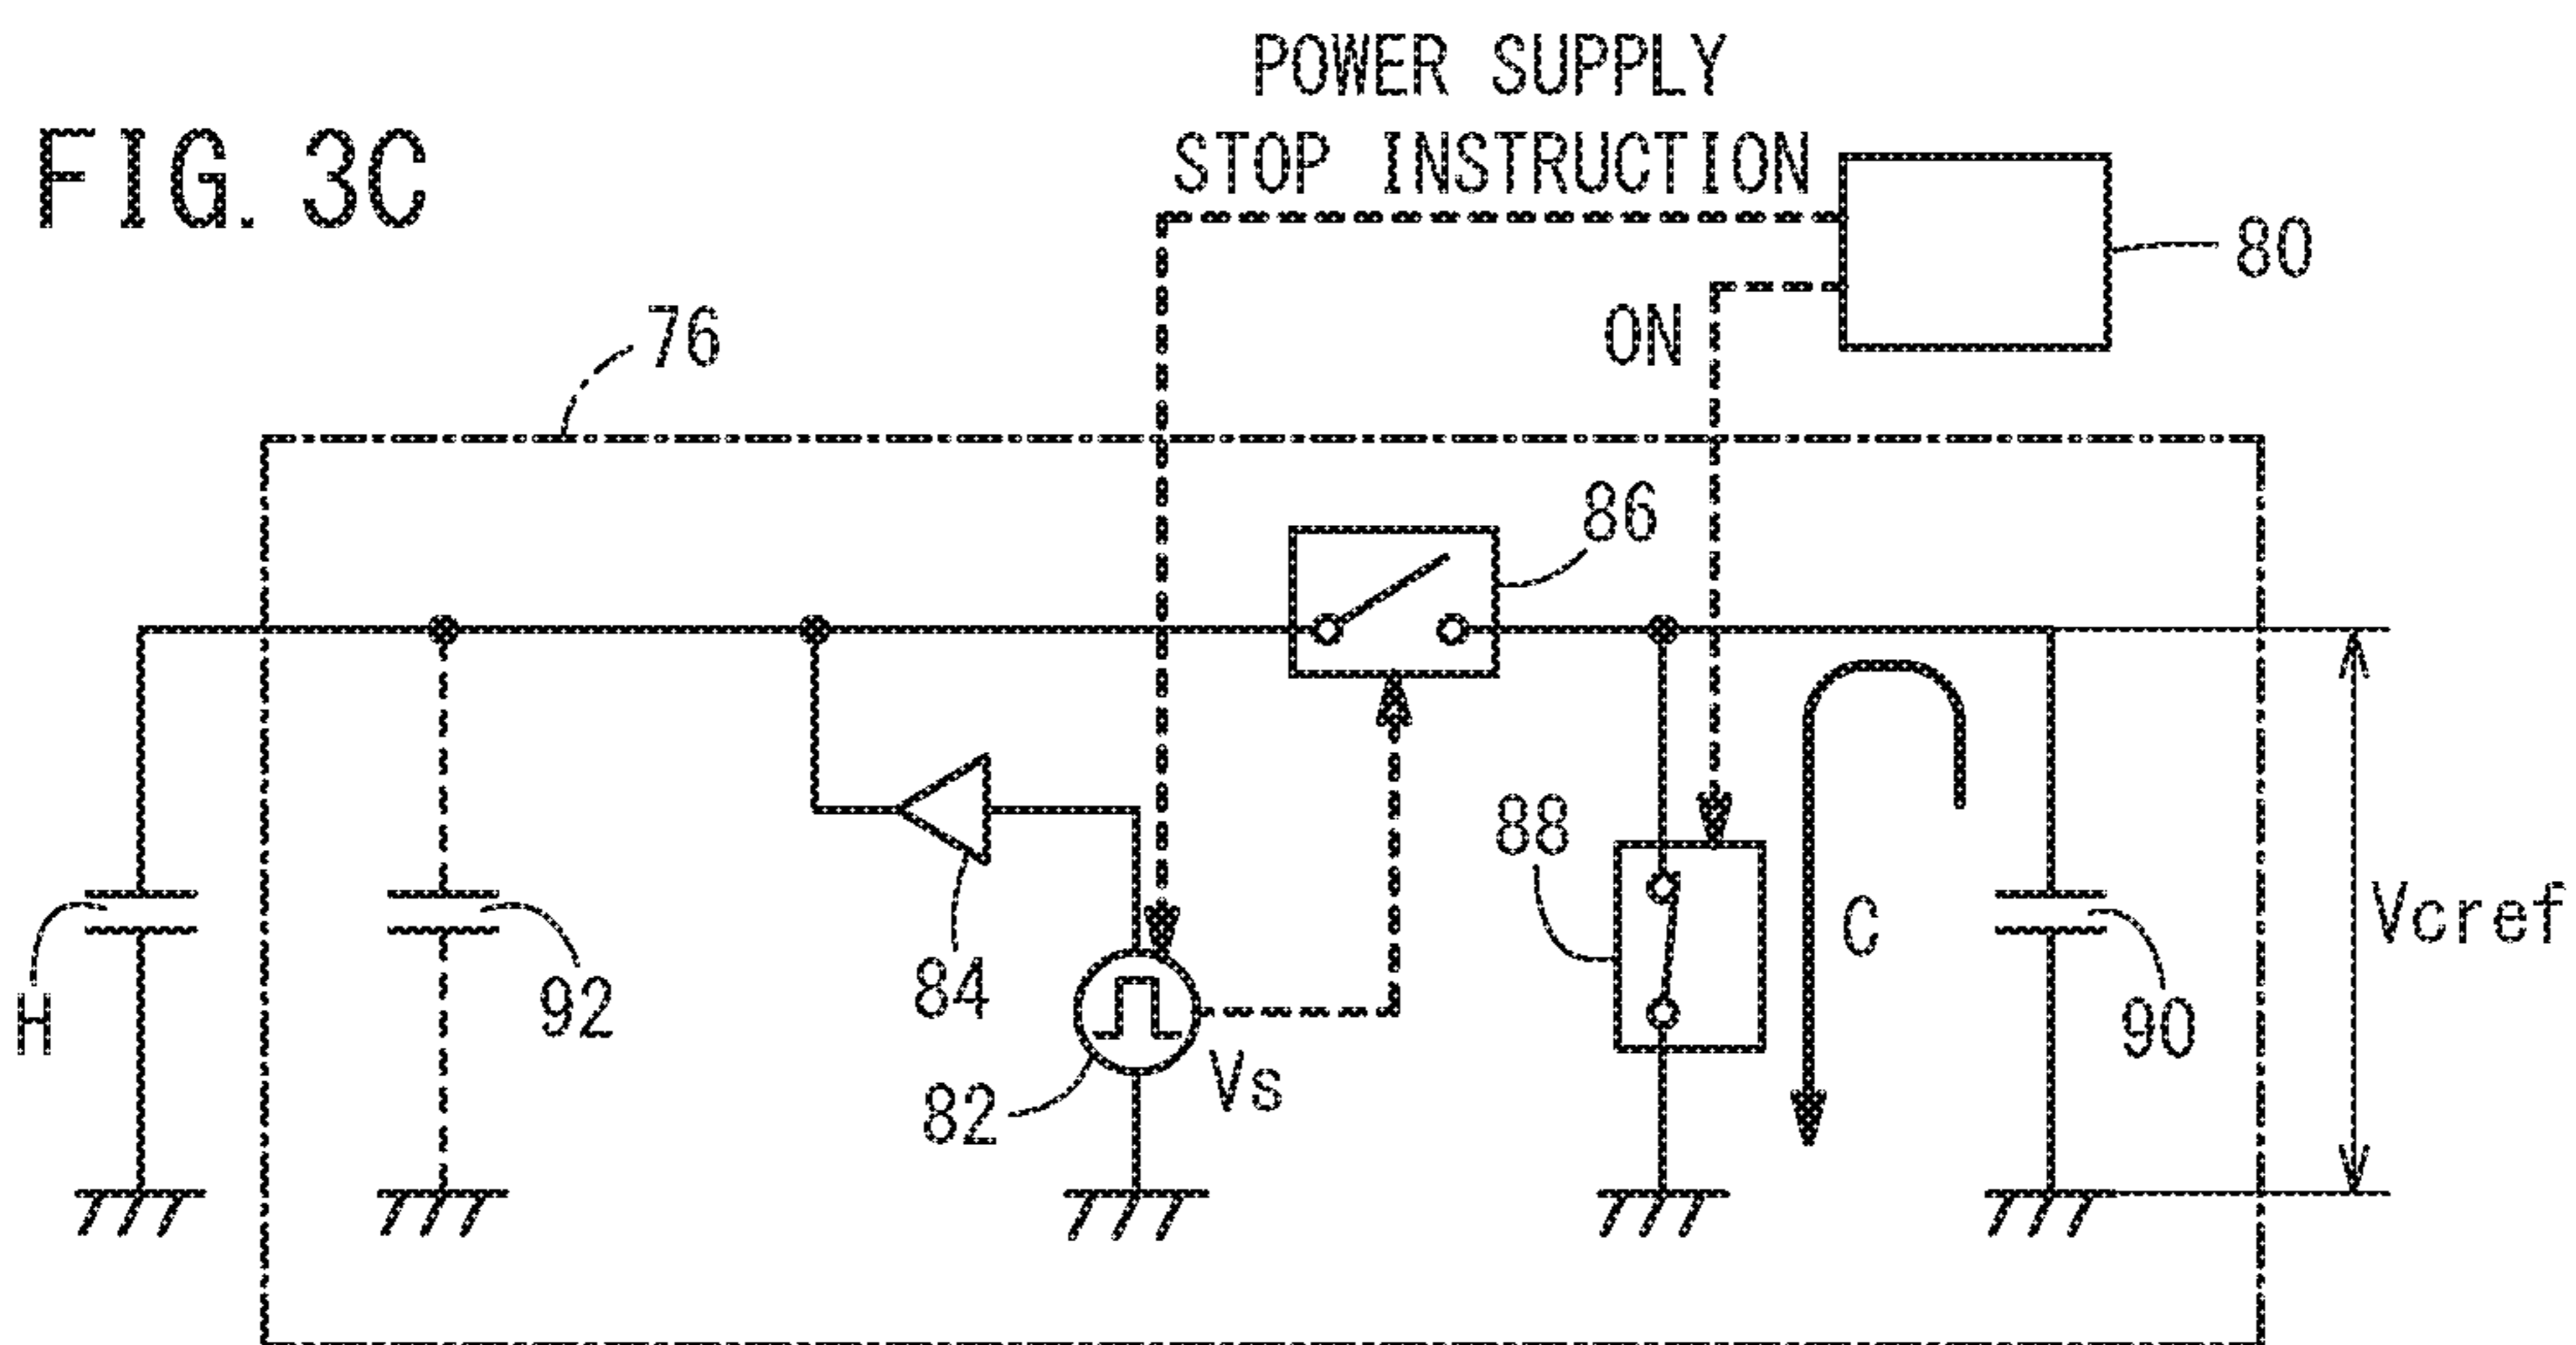 POWER SUPPLY
STOP INSTRUCTION
FIG. 3C
80
ON
76
86
88
C
Vcref
H
92
84
90
82
Vs